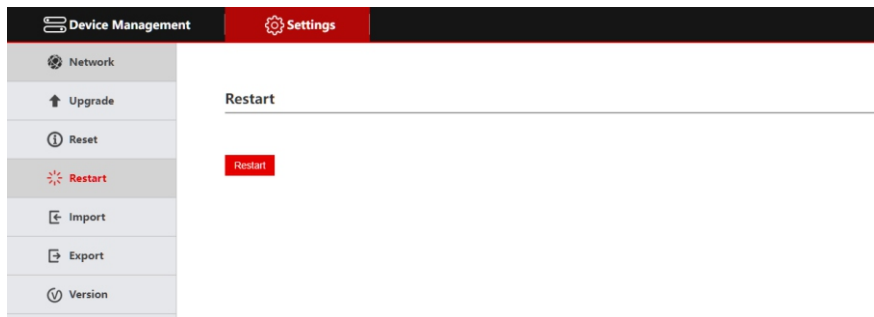 Device Management
Settings
Network
Upgrade
Reset
Restart
Import
Export
Version
Restart
Restart